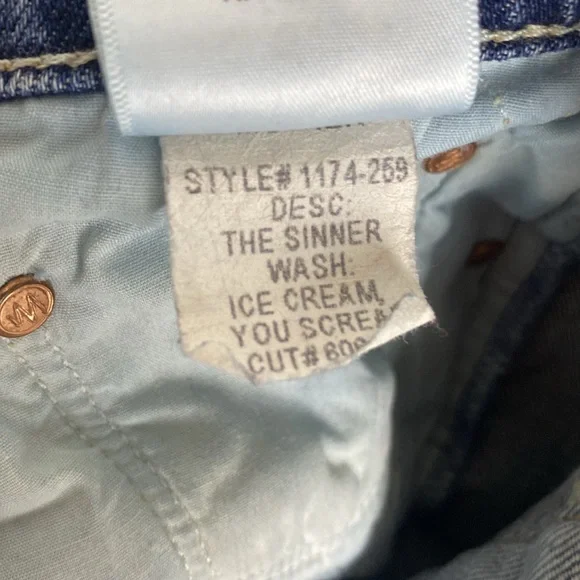 STYLE# 1174-259
DESC:
THE SINNER
WASH:
ICE CREAM,
YOU SCREA
CUT# 
W